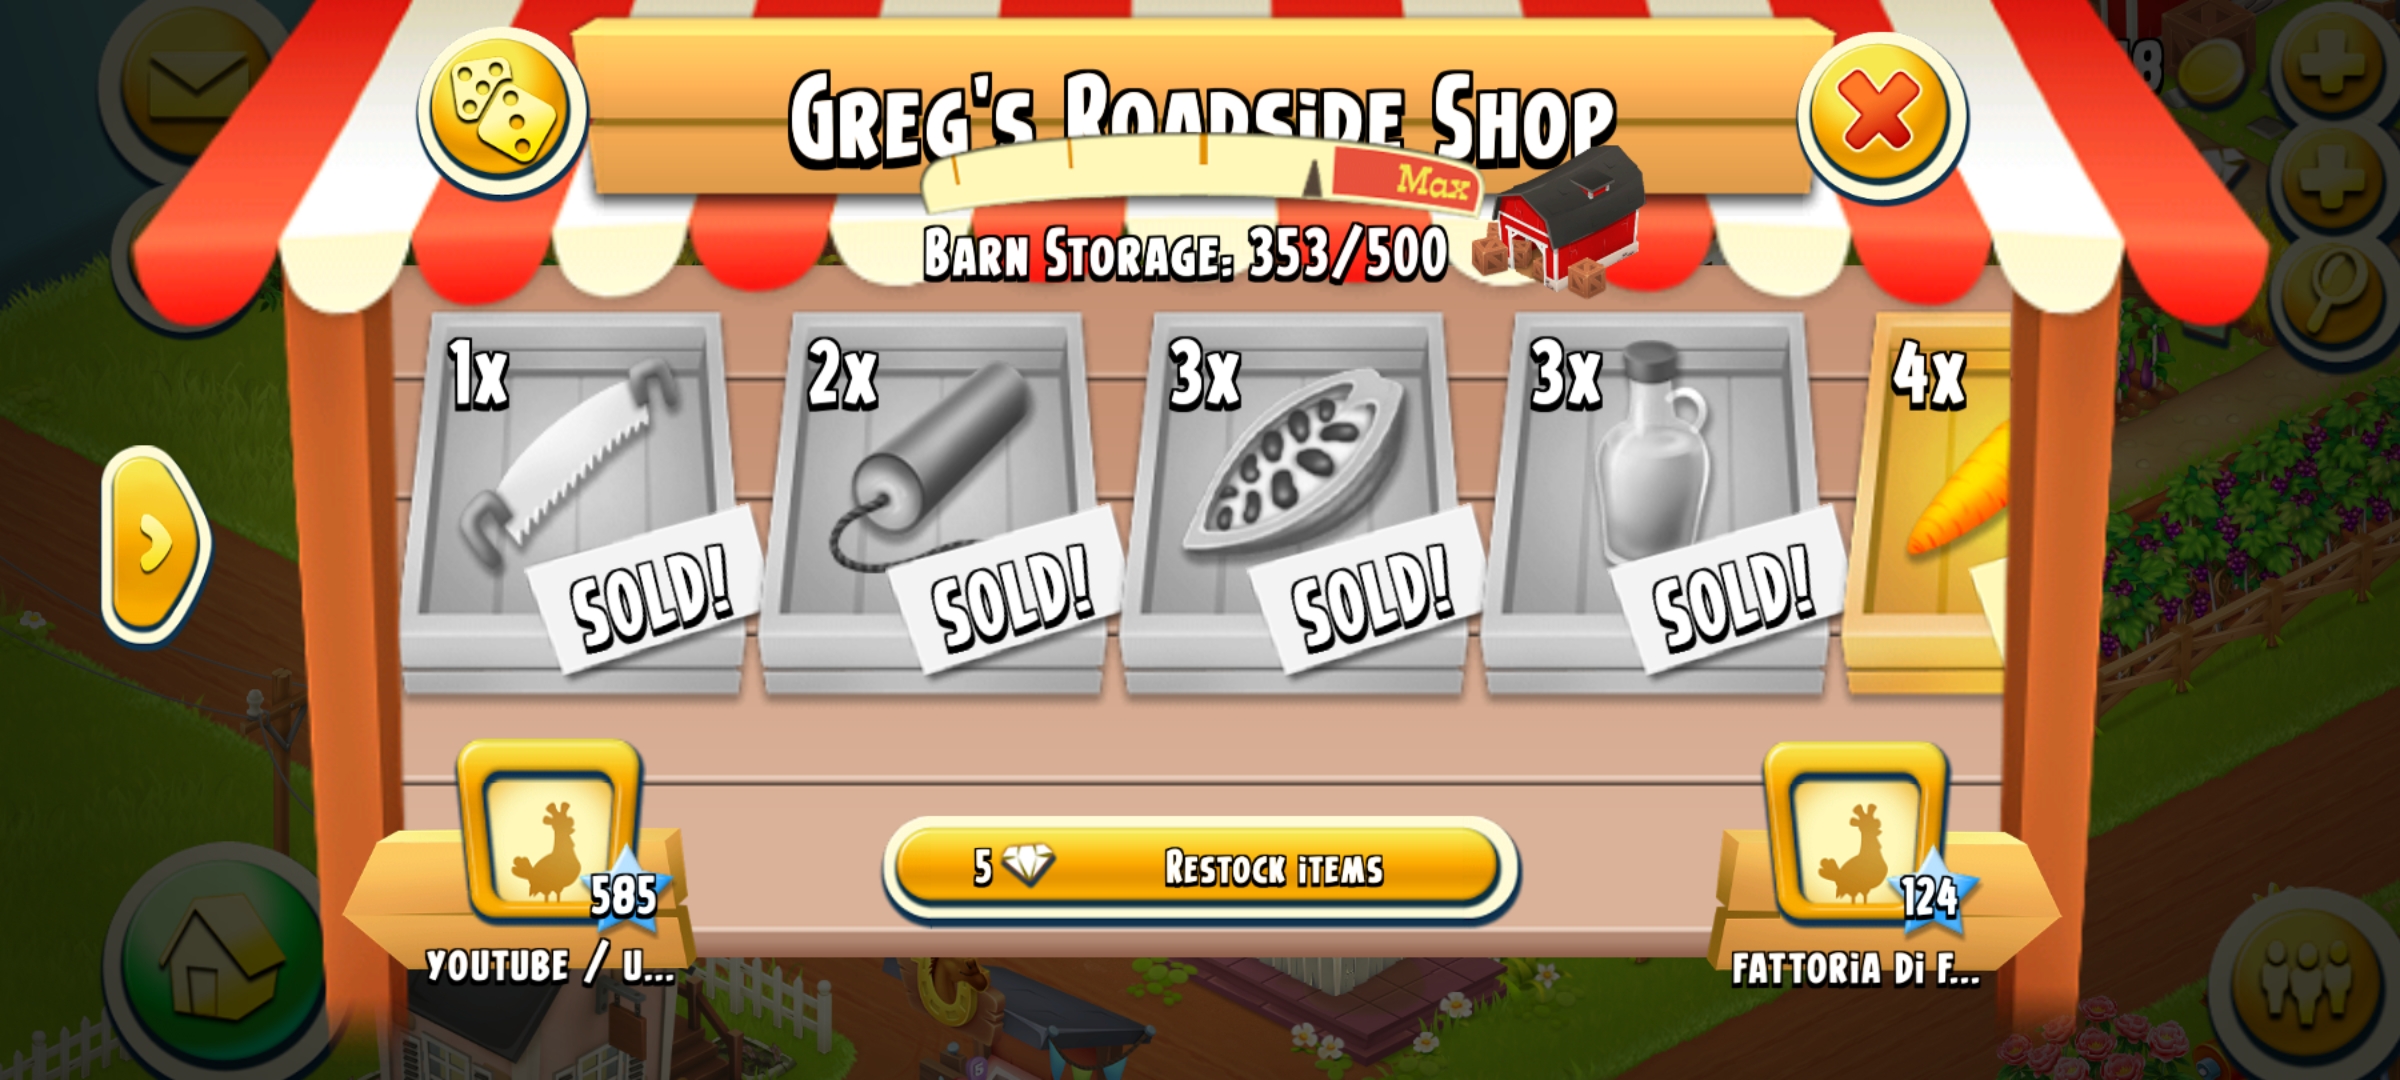 GREG'S ROADSIDE SHOP
Max
BARN STORAGE: 353/500
1x
2x
3x
3x
4x
SOLD!
SOLD!
SOLD!
SOLD!
585
5
RESTOCK ITEMS
124
YOUTUBE / U...
FATTORIA DI F...